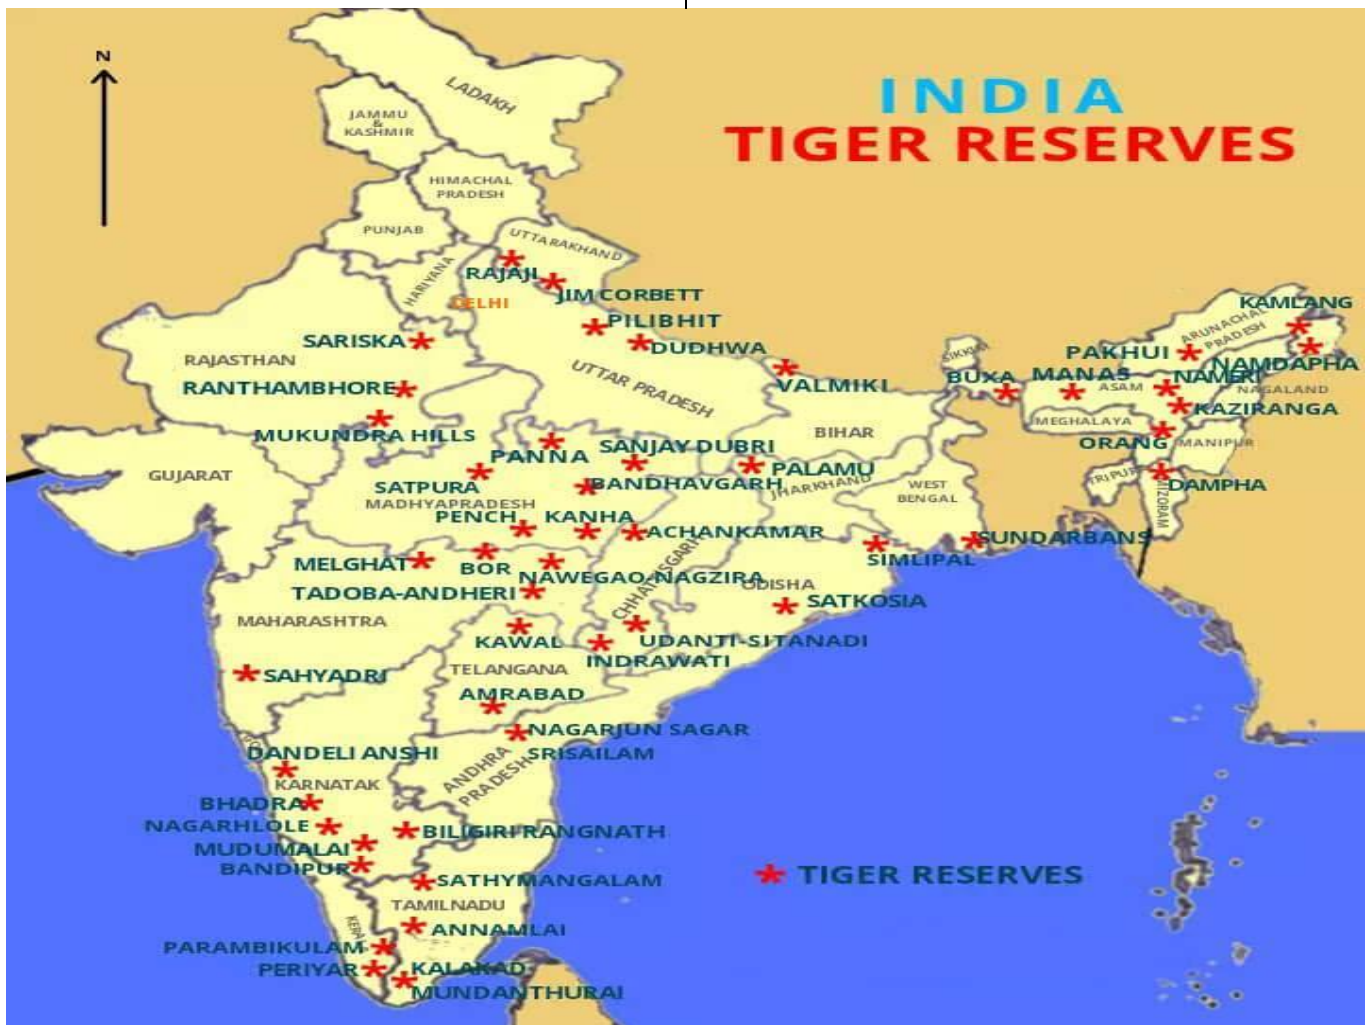 N
INDIA
TIGER RESERVES
LADAKH
JAMMU
&
KASHMIR
HIMACHAL
PRADESH
PUNJAB
UTTARAKHAND
HARIYANA
RAJAJI
JIM CORBETT
DELHI
PILIBHIT
SARISKA
DUDHWA
RAJASTHAN
UTTAR PRADESH
VALMIKI
RANTHAMBHORE
MUKUNDRA HILLS
SIKKIM
BUXA
MANAS
PAKHUI
ARUNACHAL
PRADESH
KAMLANG
NAMDAPHA
ASAM
NAMERI
NAGALAND
KAZIRANGA
MEGHALAYA
ORANG
MANIPUR
TRIPURA
DAMPHA
MIZORAM
BIHAR
GUJARAT
PANNA
SANJAY DUBRI
PALAMU
SATPURA
BANDHAVGARH
JHARKHAND
WEST
BENGAL
MADHYAPRADESH
PENCH
KANHA
ACHANKAMAR
SUNDARBANS
SIMLIPAL
MELGHAT
BOR
NAWEGAO-NAGZIRA
CHHATTISGARH
ODISHA
TADOBA-ANDHERI
SATKOSIA
MAHARASHTRA
KAWAL
UDANTI-SITANADI
INDRAWATI
SAHYADRI
TELANGANA
AMRABAD
NAGARJUN SAGAR
SRISAILAM
DANDELI ANSHI
ANDHRA
PRADESH
KARNATAK
BHADRA
NAGARHLOLE
BILIGIRI RANGNATH
MUDUMALAI
BANDIPUR
SATHYMANGALAM
TIGER RESERVES
TAMILNADU
KERALA
ANNAMLAI
PARAMBIKULAM
PERIYAR
KALAKAD
MUNDANTHURAI